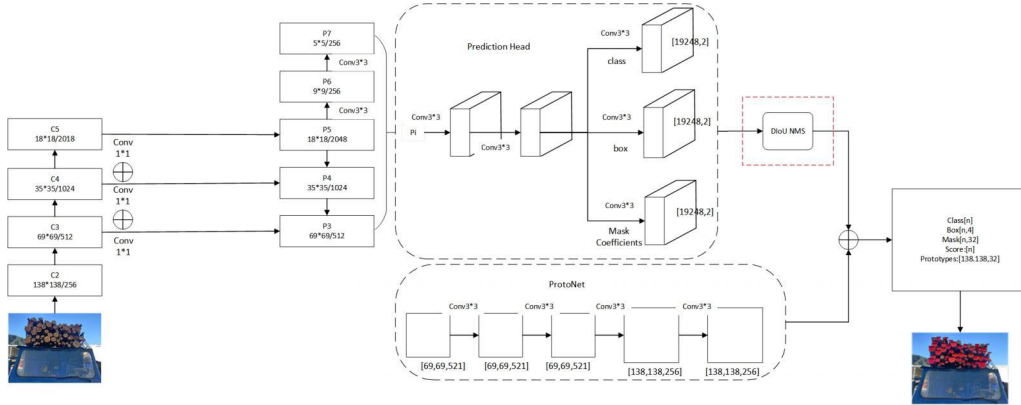 P7
5*5/256
Conv3*3
P6
9*9/256
Conv3*3
C5
18*18/2018
Conv
1*1
P5
18*18/2048
C4
35*35/1024
Conv
1*1
P4
35*35/1024
C3
69*69/512
Conv
1*1
P3
69*69/512
C2
138*138/256
Prediction Head
Conv3*3
Pi
Conv3*3
Conv3*3
class
[19248,2]
Conv3*3
box
[19248,2]
Conv3*3
Mask
Coefficients
[19248,2]
DIoU NMS
ProtoNet
Conv3*3
Conv3*3
Conv3*3
Conv3*3
[69,69,521]
[69,69,521]
[69,69,521]
[138,138,256]
[138,138,256]
Class[n]
Box[n,4]
Mask[n,32]
Score:[n]
Prototypes:[138.138,32]